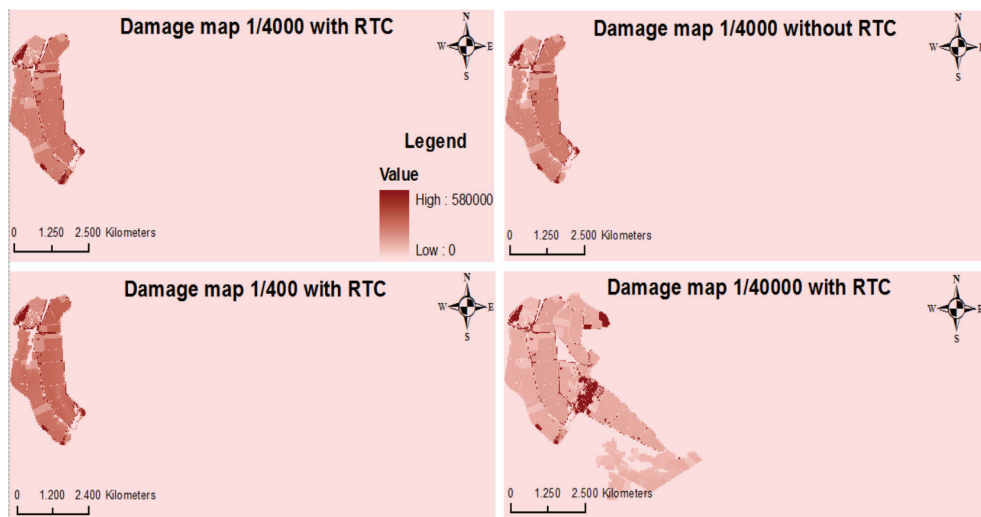 Damage map 1/4000 with RTC
N
W E
S
Legend
Value
High : 580000
Low : 0
0 1.250 2.500 Kilometers
Damage map 1/4000 without RTC
N
W E
S
0 1.250 2.500 Kilometers
Damage map 1/400 with RTC
N
W E
S
0 1.200 2.400 Kilometers
Damage map 1/40000 with RTC
N
W E
S
0 1.250 2.500 Kilometers